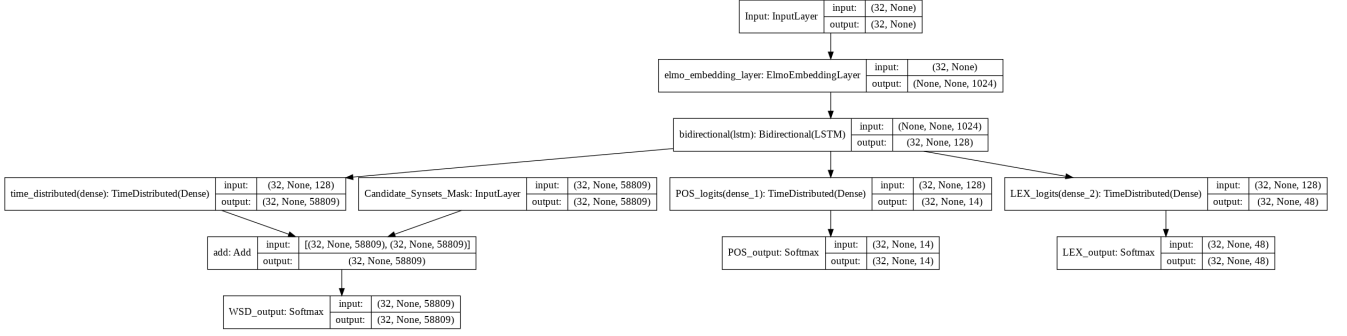 Input: InputLayer input: (32, None)
output: (32, None)
elmo_embedding_layer: ElmoEmbeddingLayer input: (32, None)
output: (None, None, 1024)
bidirectional(lstm): Bidirectional(LSTM) input: (None, None, 1024)
output: (32, None, 128)
time_distributed(dense): TimeDistributed(Dense) input: (32, None, 128)
output: (32, None, 58809)
Candidate_Synsets_Mask: InputLayer input: (32, None, 58809)
output: (32, None, 58809)
POS_logits(dense_1): TimeDistributed(Dense) input: (32, None, 128)
output: (32, None, 14)
LEX_logits(dense_2): TimeDistributed(Dense) input: (32, None, 128)
output: (32, None, 48)
add: Add input: [(32, None, 58809), (32, None, 58809)]
output: (32, None, 58809)
POS_output: Softmax input: (32, None, 14)
output: (32, None, 14)
LEX_output: Softmax input: (32, None, 48)
output: (32, None, 48)
WSD_output: Softmax input: (32, None, 58809)
output: (32, None, 58809)